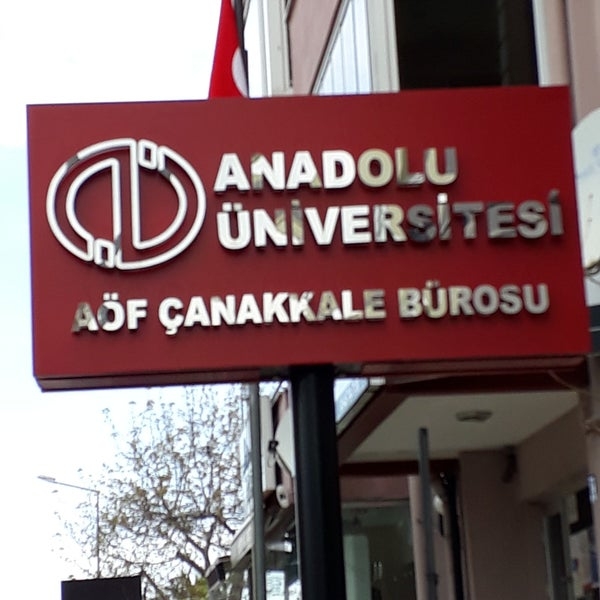 ANADOLU
ÜNİVERSİTESİ
AÖF ÇANAKKALE BÜROSU